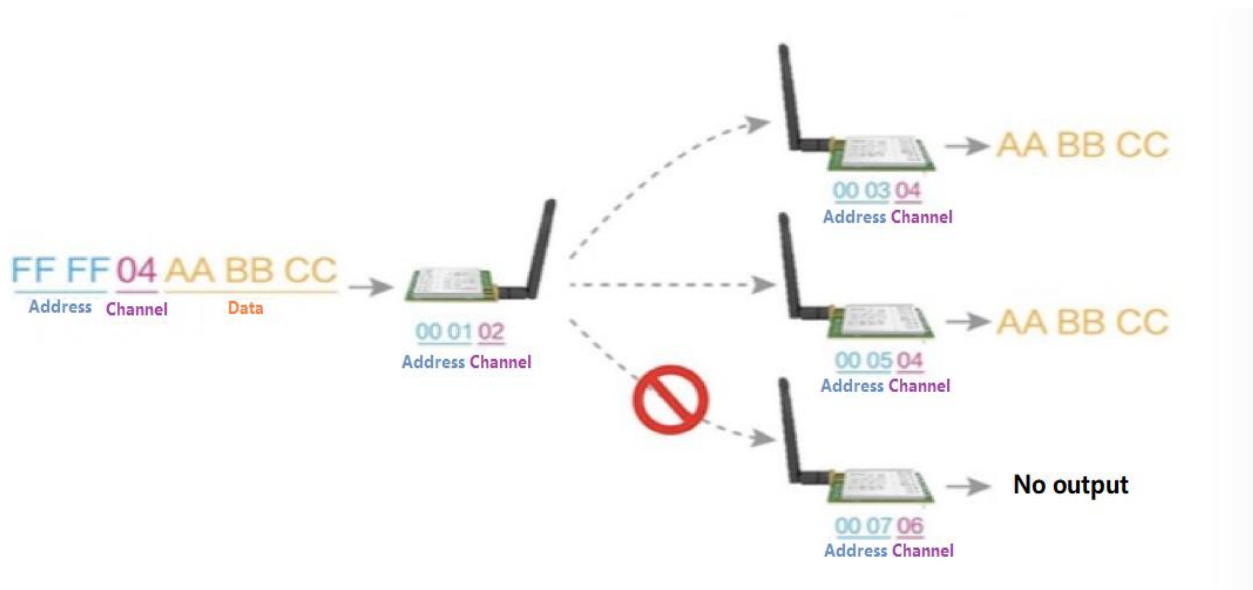 FF FF 04 AA BB CC
Address Channel Data
00 01 02
Address Channel
AA BB CC
00 03 04
Address Channel
AA BB CC
00 05 04
Address Channel
No output
00 07 06
Address Channel